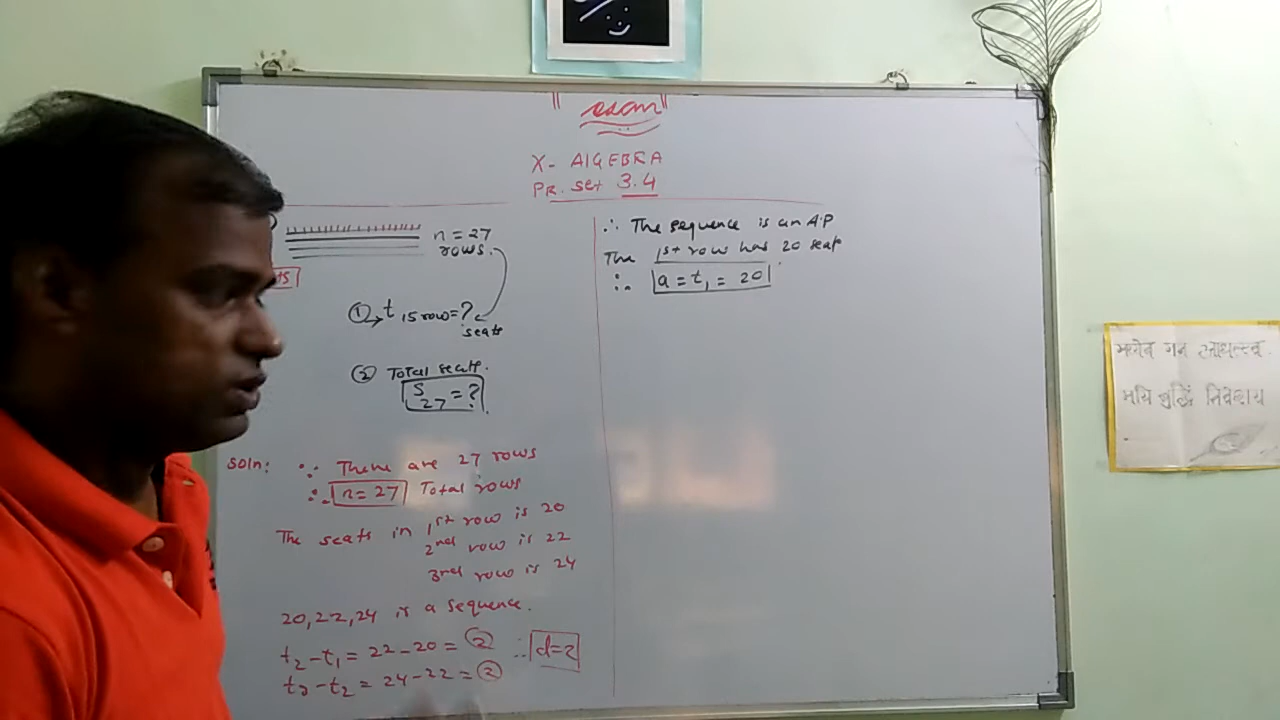 " exam "
X- ALGEBRA
PR. set 3.4
n = 27
rows.
① → t 15 row = ?
seats
② Total seats.
S 27 = ?
Soln: ∵ There are 27 rows
∴ n = 27 Total rows
The seats in 1st row is 20
2nd row is 22
3rd row is 24
20,22,24 is a sequence.
t2 - t1 = 22 - 20 = ② ∴ d=2
t3 - t2 = 24 - 22 = ②
∴ The sequence is an A.P
The 1st row has 20 seats
∴ a = t1 = 20